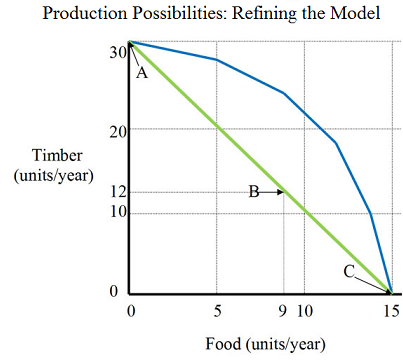 Production Possibilities: Refining the Model
30
A
20
Timber
(units/year)
12
B
10
C
0
0 5 9 10 15
Food (units/year)